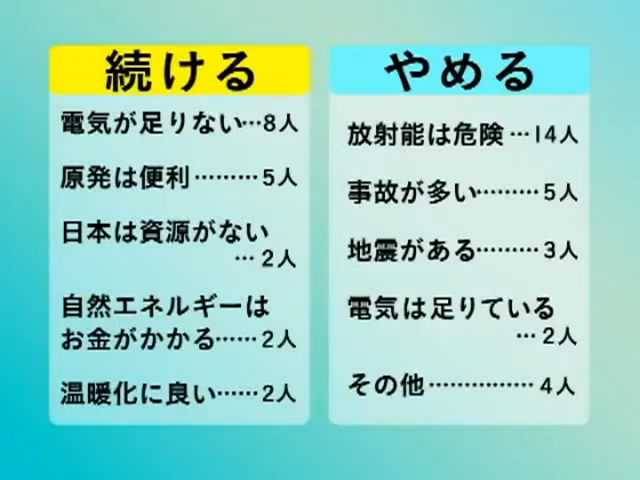 続ける
電気が足りない…8人
原発は便利………5人
日本は資源がない
…2人
自然エネルギーは
お金がかかる……2人
温暖化に良い……2人
やめる
放射能は危険…14人
事故が多い………5人
地震がある………3人
電気は足りている
…2人
その他……………4人